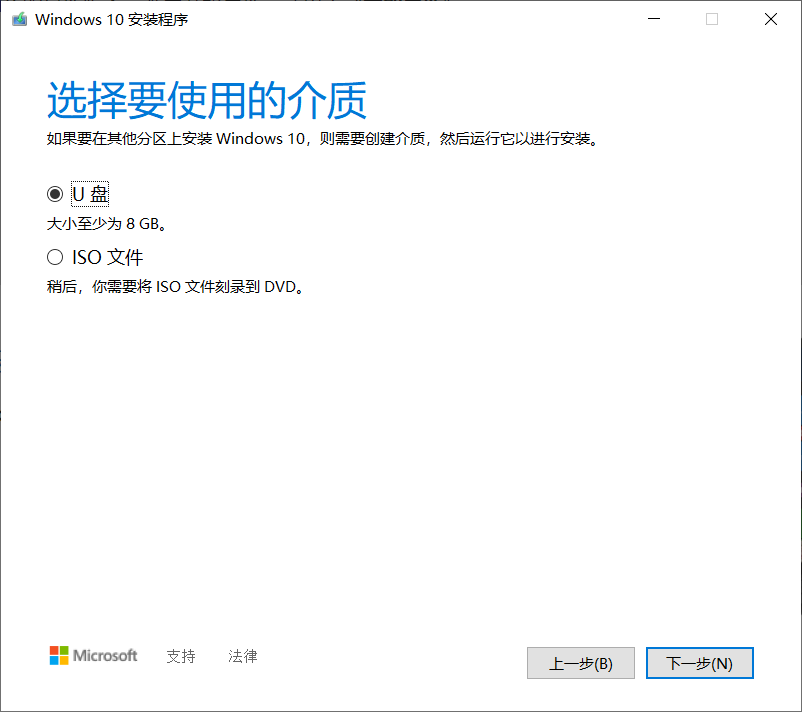 Windows 10 安装程序
选择要使用的介质
如果要在其他分区上安装 Windows 10，则需要创建介质，然后运行它以进行安装。
U 盘
大小至少为 8 GB。
ISO 文件
稍后，你需要将 ISO 文件刻录到 DVD。
Microsoft 支持 法律 上一步(B) 下一步(N)